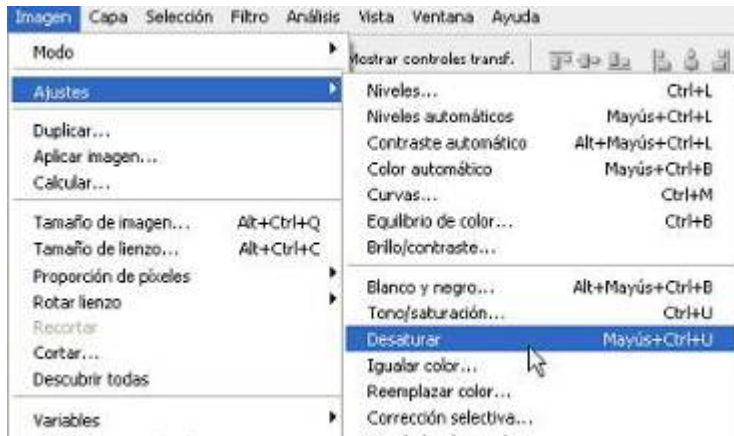 Imagen Capa Selección Filtro Análisis Vista Ventana Ayuda
Mostrar controles transf.
Modo
Ajustes
Duplicar...
Aplicar imagen...
Calcular...
Tamaño de imagen... Alt+Ctrl+Q
Tamaño de lienzo... Alt+Ctrl+C
Proporción de píxeles
Rotar lienzo
Recortar
Cortar...
Descubrir todas
Variables
Niveles... Ctrl+L
Niveles automáticos Mayús+Ctrl+L
Contraste automático Alt+Mayús+Ctrl+L
Color automático Mayús+Ctrl+B
Curvas... Ctrl+M
Equilibrio de color... Ctrl+B
Brillo/contraste...
Blanco y negro... Alt+Mayús+Ctrl+B
Tono/saturación... Ctrl+U
Desaturar Mayús+Ctrl+U
Igualar color...
Reemplazar color...
Corrección selectiva...